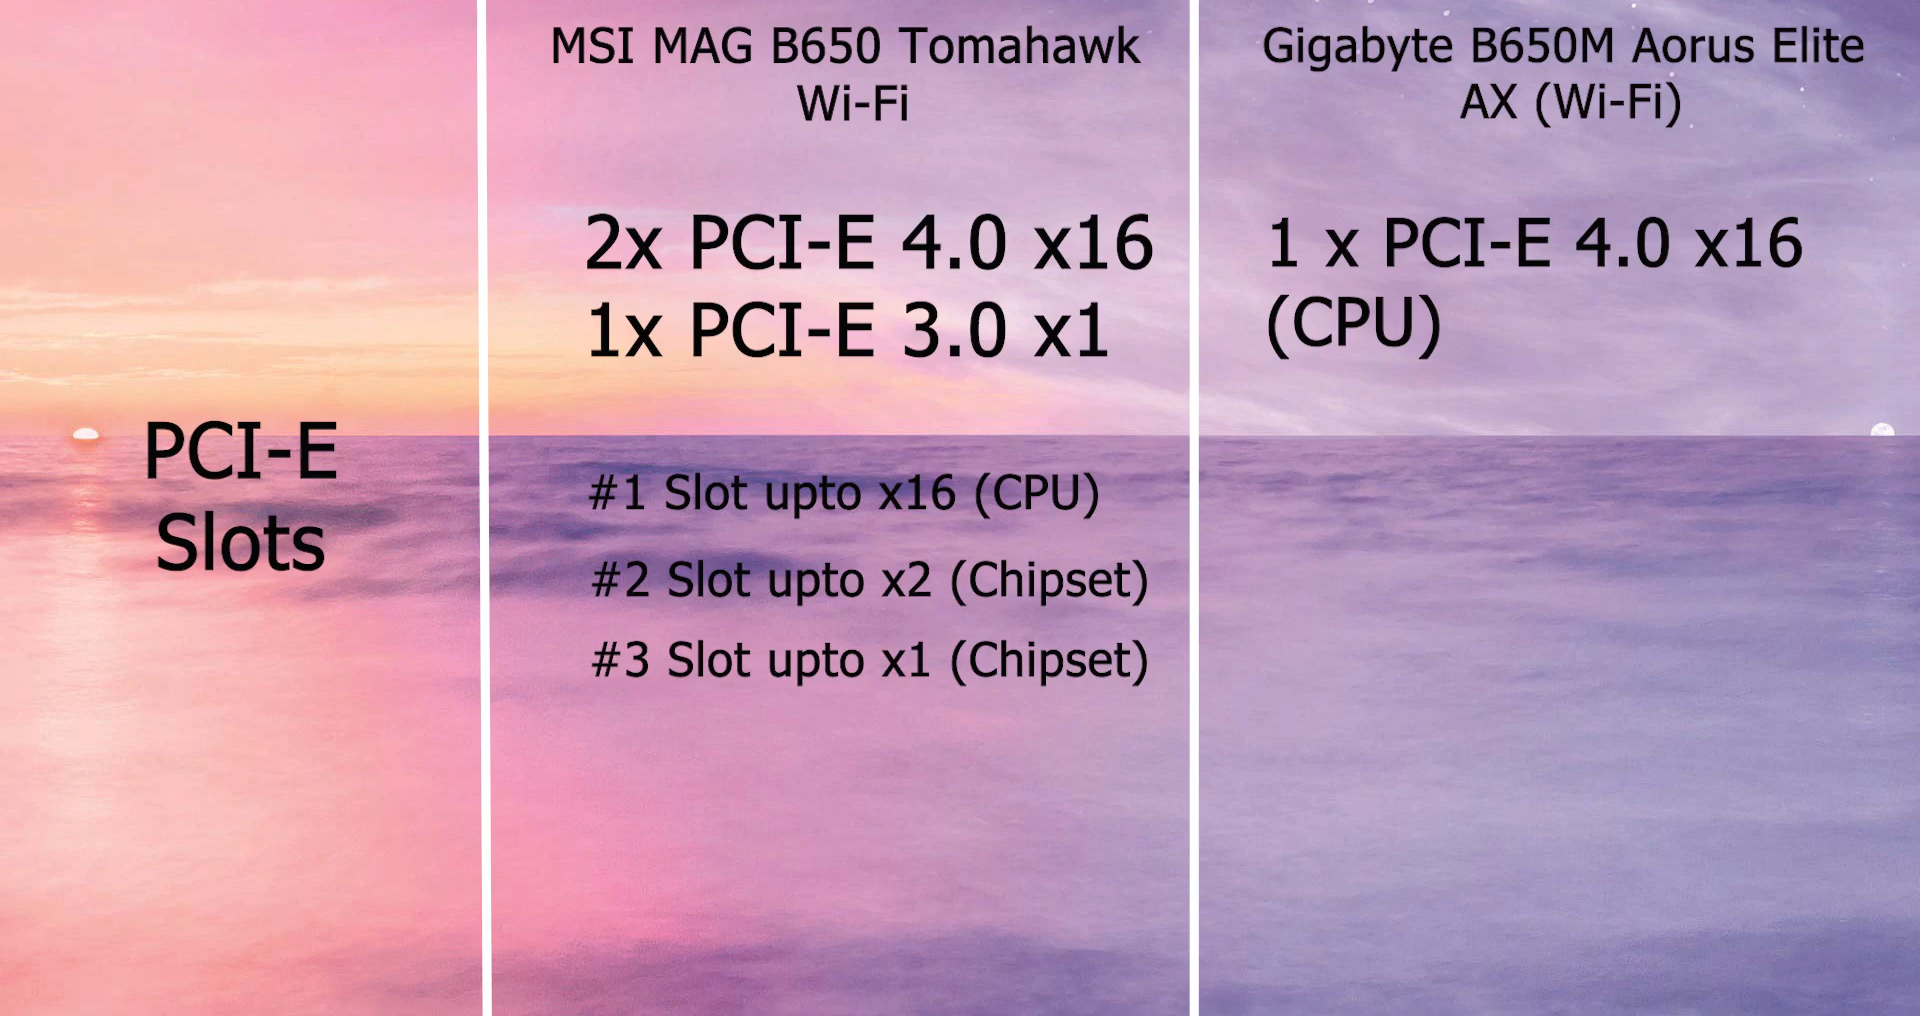 MSI MAG B650 Tomahawk
Wi-Fi
Gigabyte B650M Aorus Elite
AX (Wi-Fi)
PCI-E
Slots
2x PCI-E 4.0 x16
1x PCI-E 3.0 x1
#1 Slot upto x16 (CPU)
#2 Slot upto x2 (Chipset)
#3 Slot upto x1 (Chipset)
1 x PCI-E 4.0 x16
(CPU)